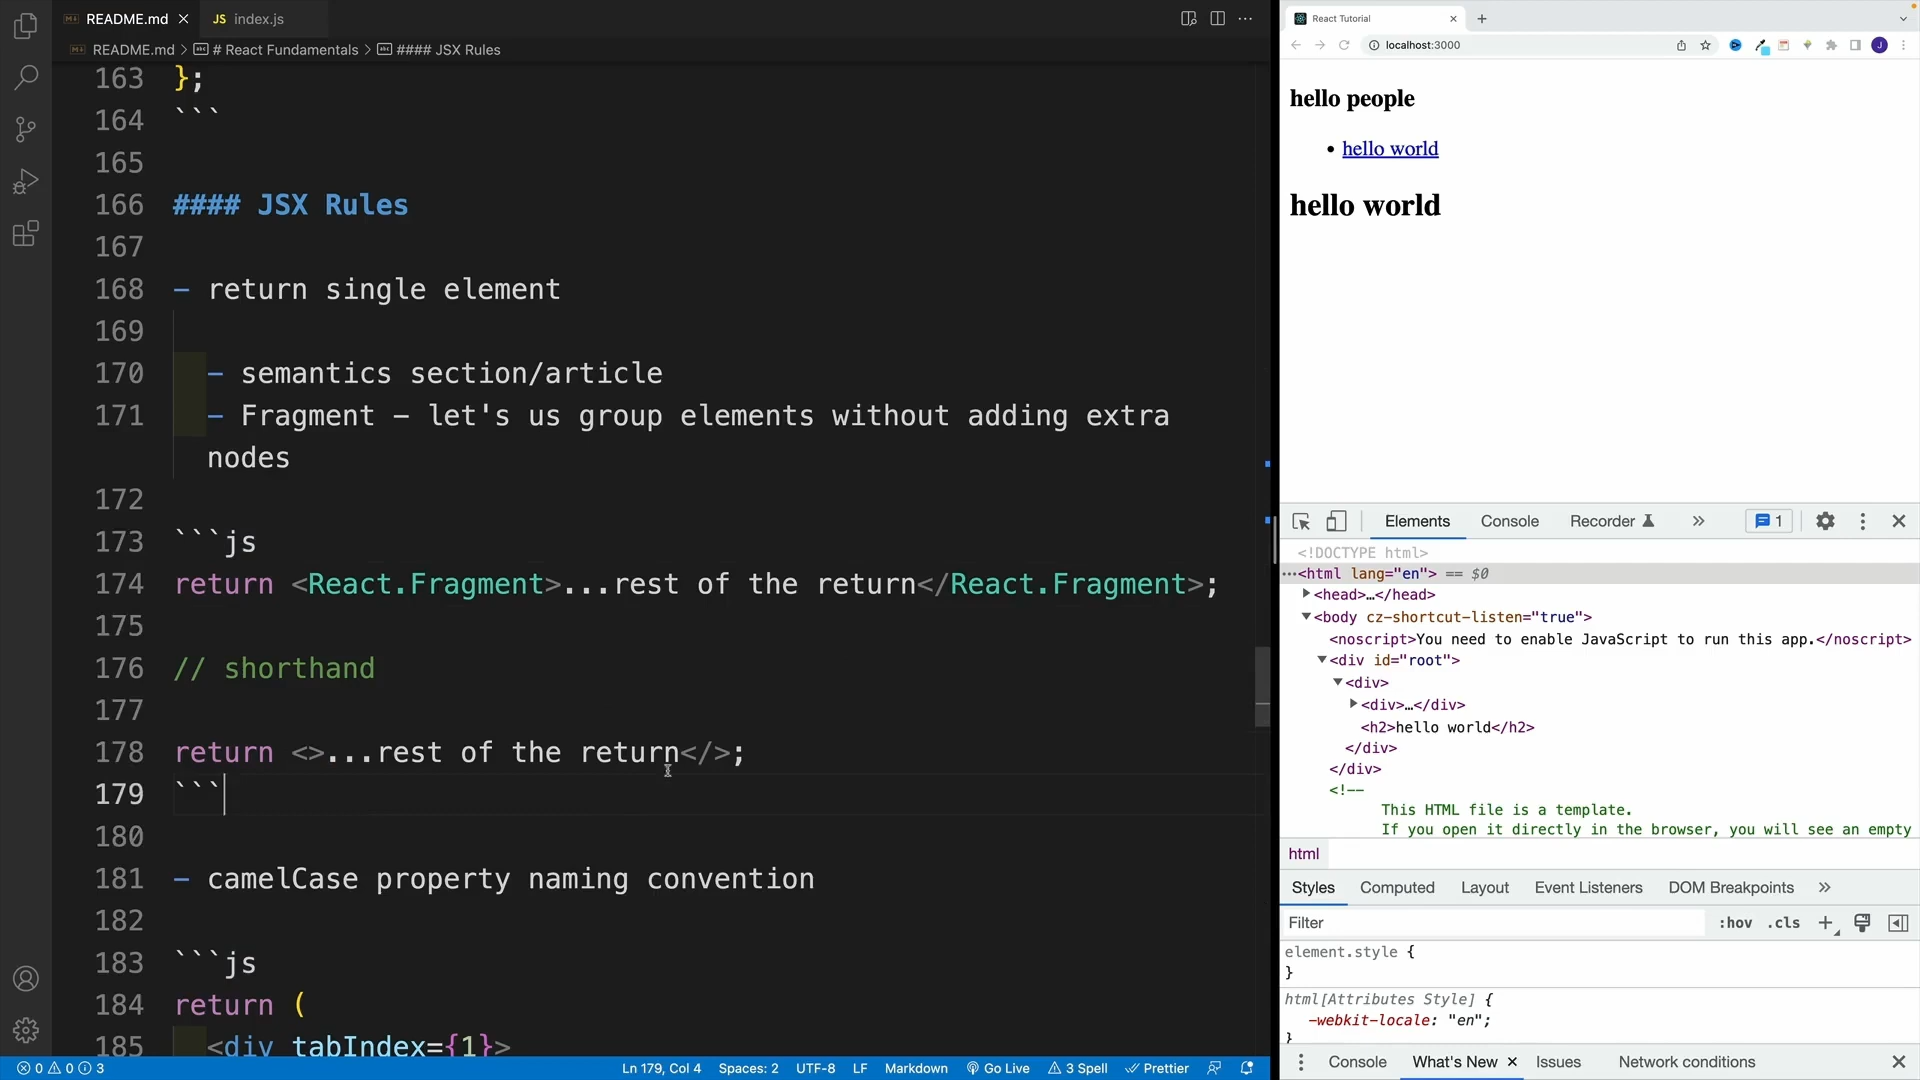 README.md
JS index.js
README.md > # React Fundamentals > #### JSX Rules
163 };
164 ```
165
166 #### JSX Rules
167
168 - return single element
169
170 - semantics section/article
171 - Fragment - let's us group elements without adding extra
nodes
172
173 ```js
174 return <React.Fragment>...rest of the return</React.Fragment>;
175
176 // shorthand
177
178 return <>...rest of the return</>;
179 ```
180
181 - camelCase property naming convention
182
183 ```js
184 return (
185 <div tabIndex={1}>
0 0 3
Ln 179, Col 4 Spaces: 2 UTF-8 LF Markdown Go Live 3 Spell Prettier
React Tutorial
localhost:3000
J
hello people
• hello world
hello world
Elements Console Recorder 1
<!DOCTYPE html>
...<html lang="en"> == $0
<head>…</head>
<body cz-shortcut-listen="true">
<noscript>You need to enable JavaScript to run this app.</noscript>
<div id="root">
<div>
<div>…</div>
<h2>hello world</h2>
</div>
</div>
<!--
This HTML file is a template.
If you open it directly in the browser, you will see an empty
html
Styles Computed Layout Event Listeners DOM Breakpoints
Filter :hov .cls
element.style {
}
html[Attributes Style] {
-webkit-locale: "en";
}
Console What's New Issues Network conditions